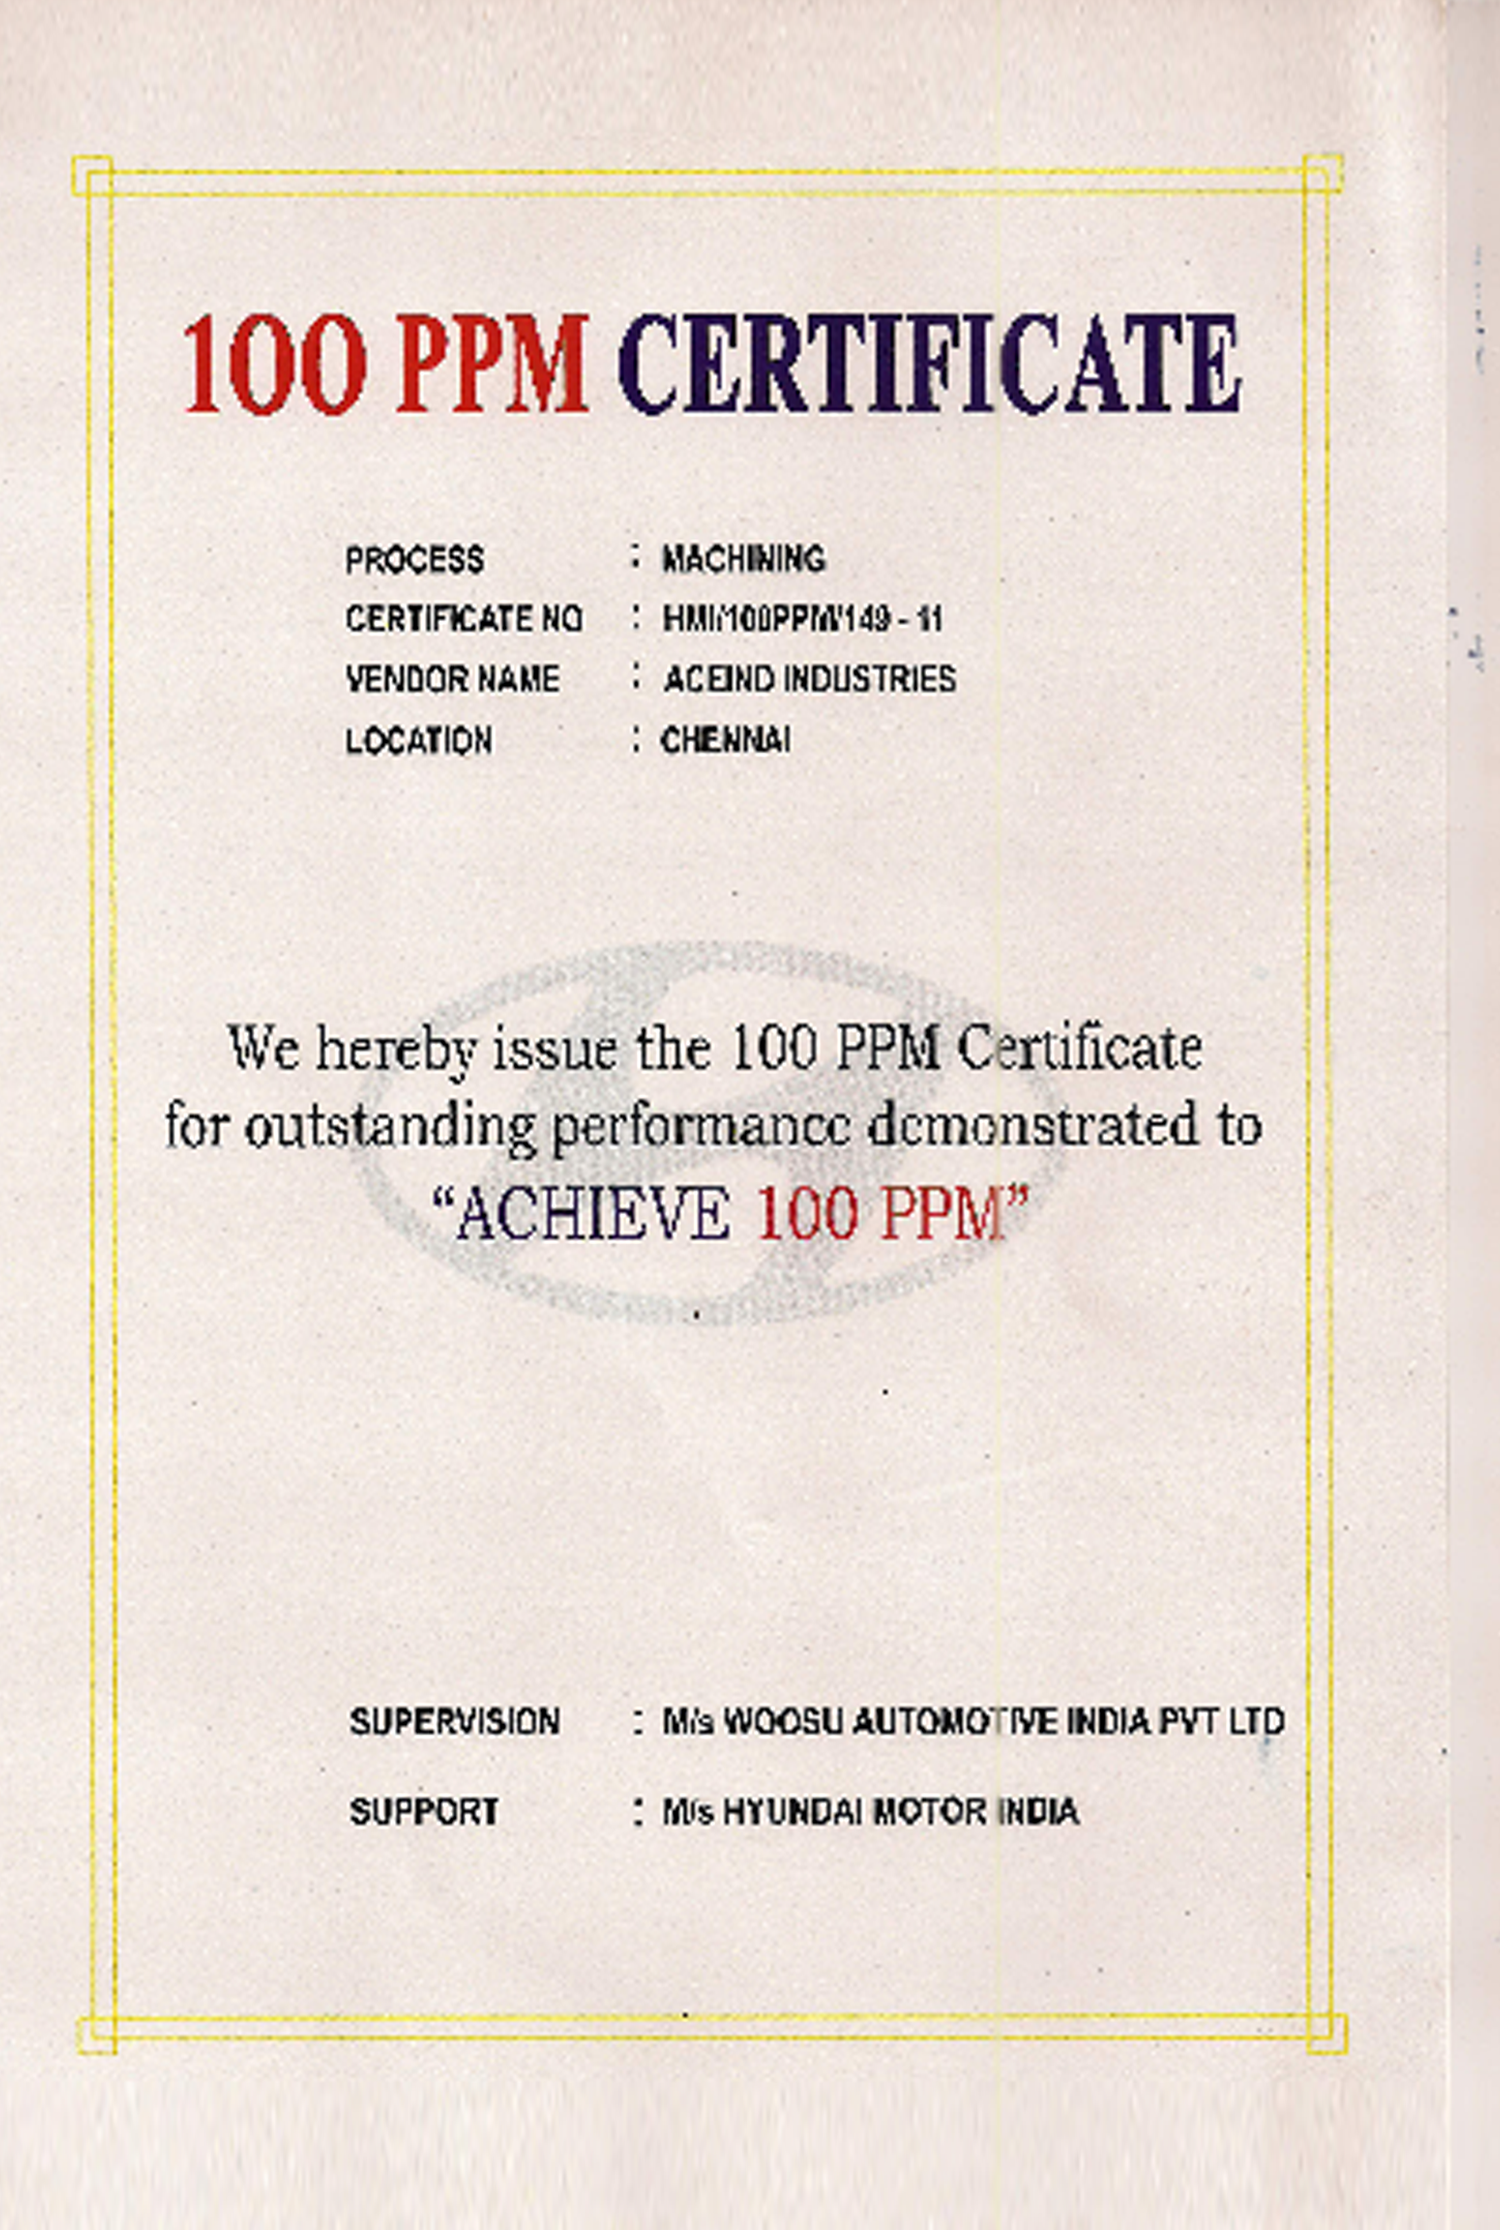 100 PPM CERTIFICATE
PROCESS : MACHINING
CERTIFICATE NO : HMI/100PPM/149 - 11
VENDOR NAME : ACEIND INDUSTRIES
LOCATION : CHENNAI
We hereby issue the 100 PPM Certificate
for outstanding performance demonstrated to
“ACHIEVE 100 PPM”
SUPERVISION : M/s WOOSU AUTOMOTIVE INDIA PVT LTD
SUPPORT : M/s HYUNDAI MOTOR INDIA